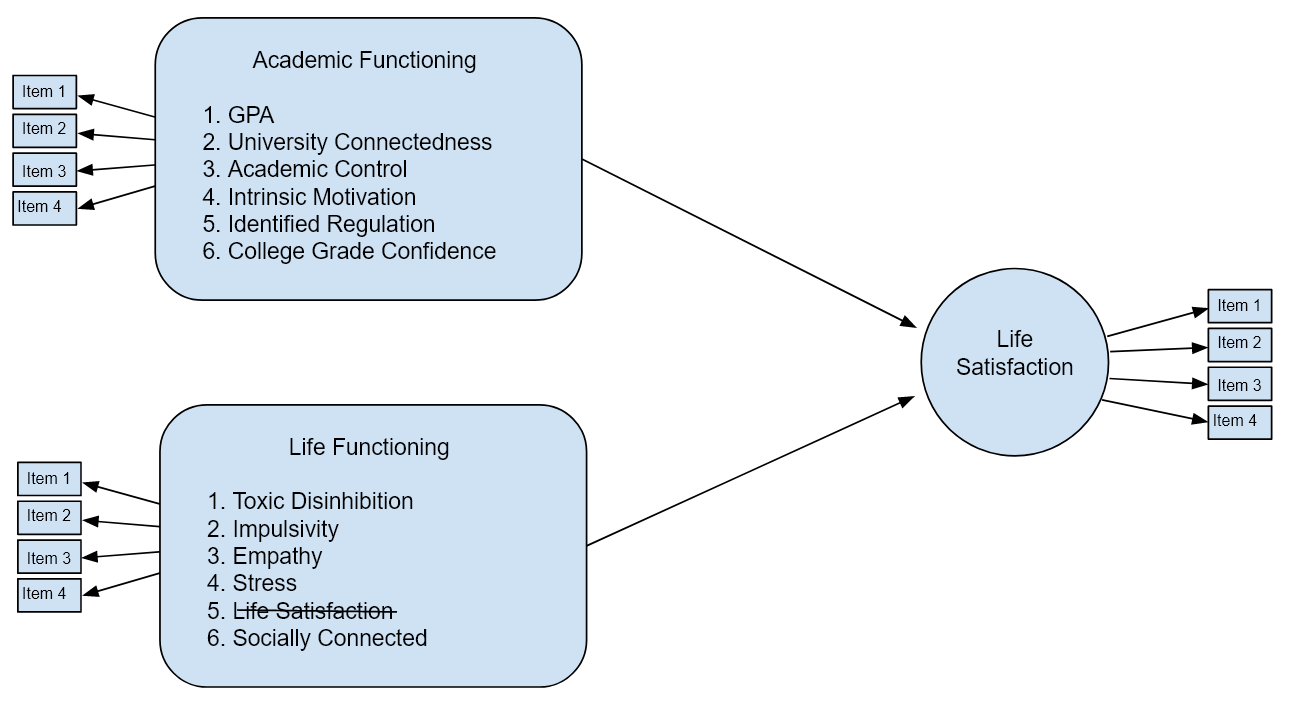 Academic Functioning
1. GPA
2. University Connectedness
3. Academic Control
4. Intrinsic Motivation
5. Identified Regulation
6. College Grade Confidence
Item 1
Item 2
Item 3
Item 4
Life Functioning
1. Toxic Disinhibition
2. Impulsivity
3. Empathy
4. Stress
5. Life Satisfaction
6. Socially Connected
Item 1
Item 2
Item 3
Item 4
Life
Satisfaction
Item 1
Item 2
Item 3
Item 4